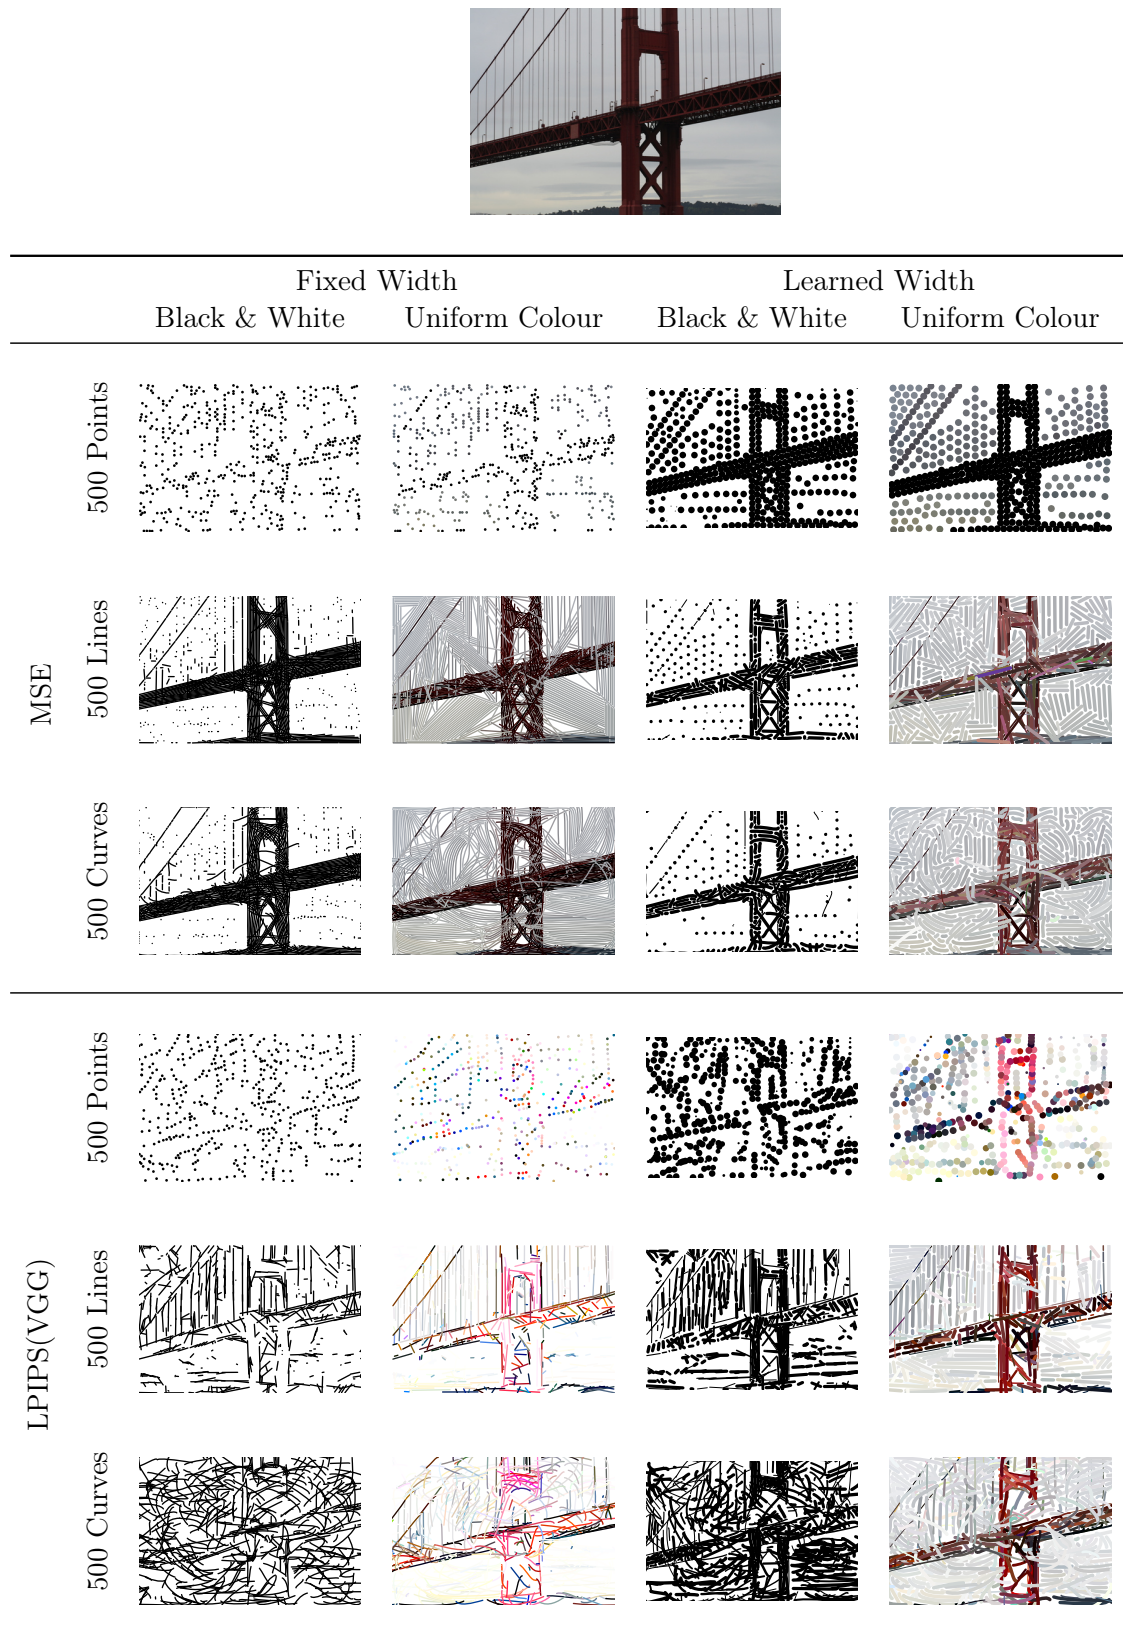 Fixed Width Learned Width
Black & White Uniform Colour Black & White Uniform Colour
MSE
500 Points
500 Lines
500 Curves
LPIPS(VGG)
500 Points
500 Lines
500 Curves